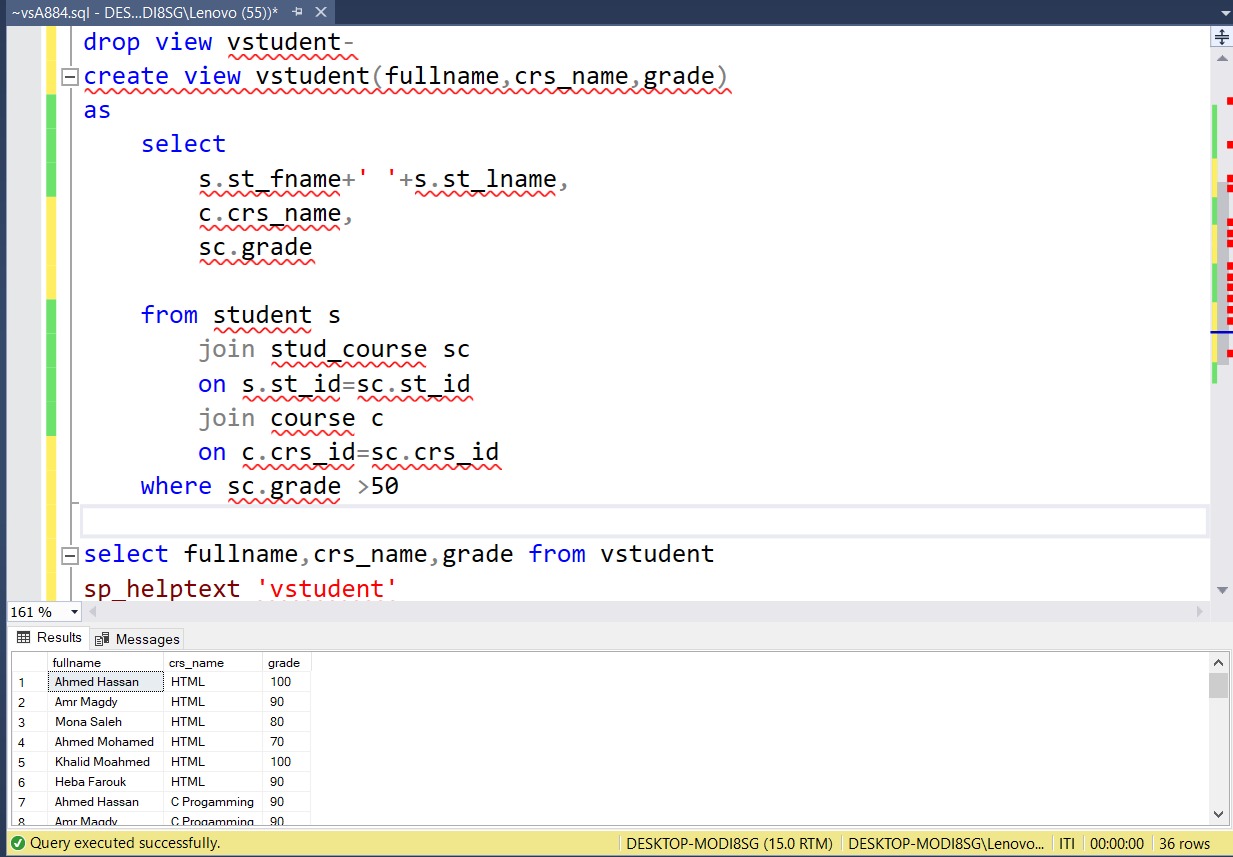 ~vsA884.sql - DES...DI8SG\Lenovo (55))*
drop view vstudent-
create view vstudent(fullname,crs_name,grade)
as
select
s.st_fname+' '+s.st_lname,
c.crs_name,
sc.grade
from student s
join stud_course sc
on s.st_id=sc.st_id
join course c
on c.crs_id=sc.crs_id
where sc.grade >50
select fullname,crs_name,grade from vstudent
sp_helptext 'vstudent'
161 %
Results Messages
fullname crs_name grade
1 Ahmed Hassan HTML 100
2 Amr Magdy HTML 90
3 Mona Saleh HTML 80
4 Ahmed Mohamed HTML 70
5 Khalid Moahmed HTML 100
6 Heba Farouk HTML 90
7 Ahmed Hassan C Progamming 90
8 Amr Magdy C Progamming 90
Query executed successfully. DESKTOP-MODI8SG (15.0 RTM) DESKTOP-MODI8SG\Lenovo... ITI 00:00:00 36 rows